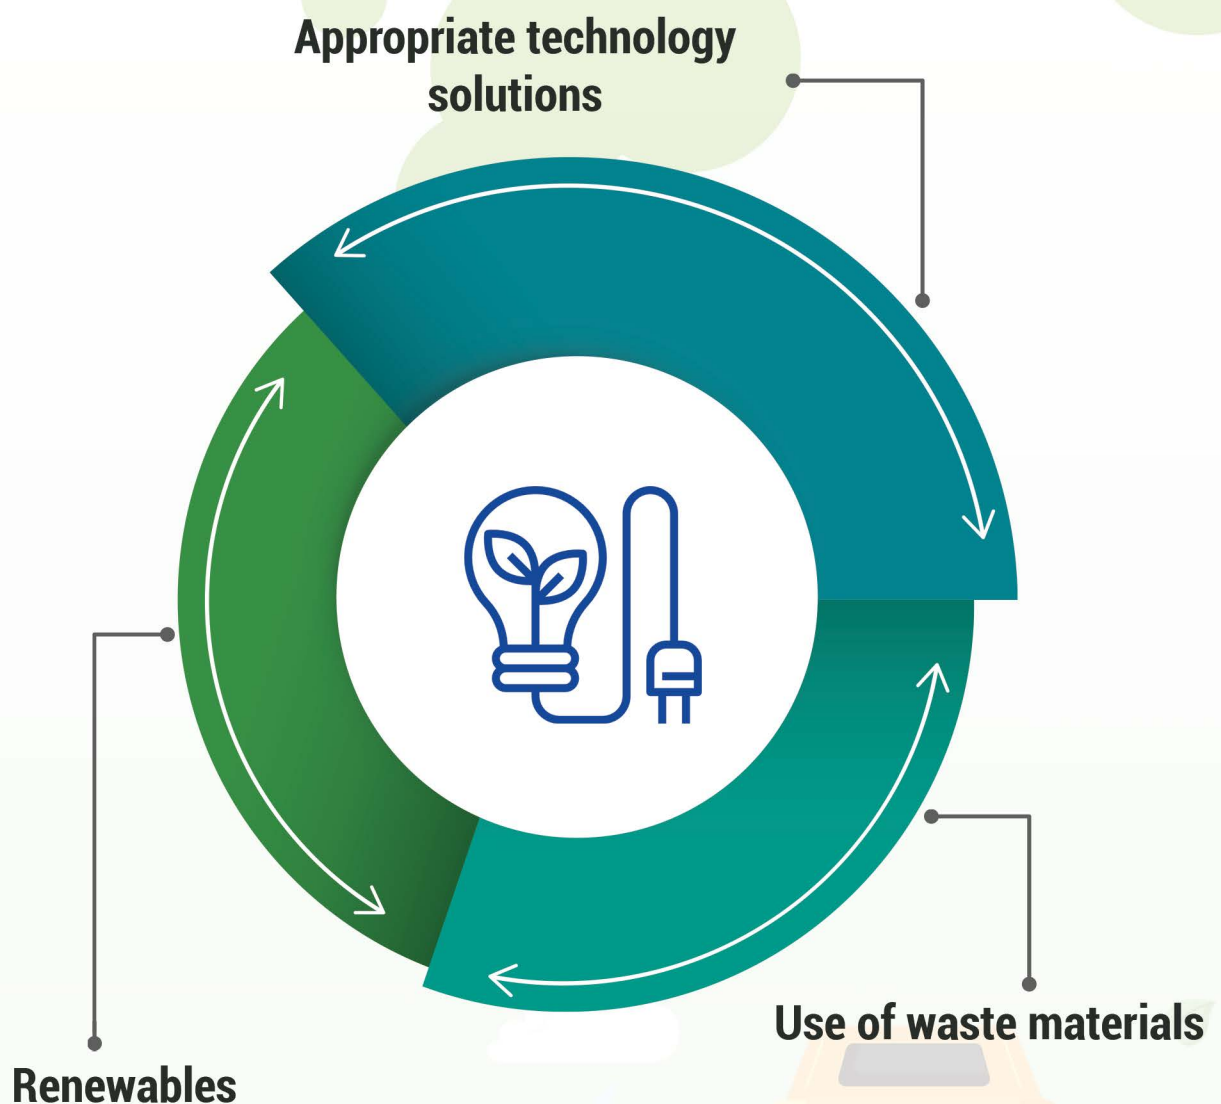 Appropriate technology
solutions
Use of waste materials
Renewables